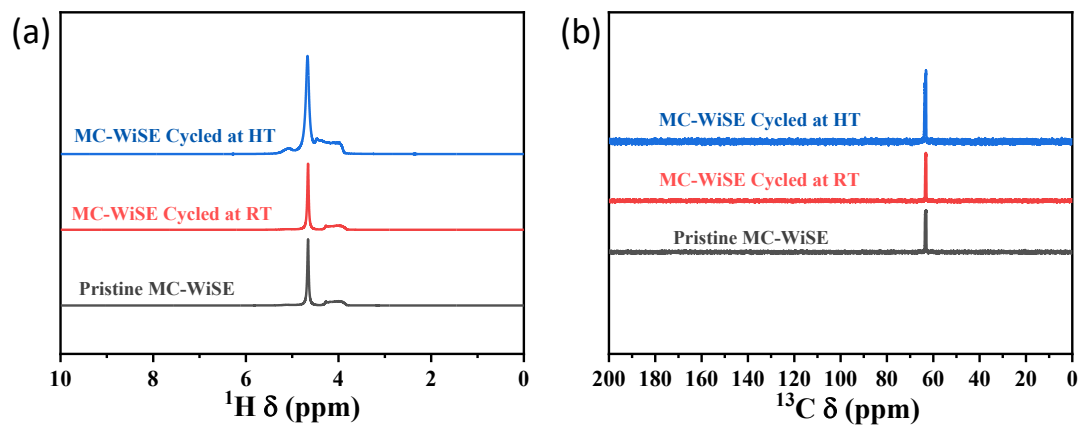 (a)
MC-WiSE Cycled at HT
MC-WiSE Cycled at RT
Pristine MC-WiSE
10 8 6 4 2 0
¹H δ (ppm)
(b)
MC-WiSE Cycled at HT
MC-WiSE Cycled at RT
Pristine MC-WiSE
200 180 160 140 120 100 80 60 40 20 0
¹³C δ (ppm)